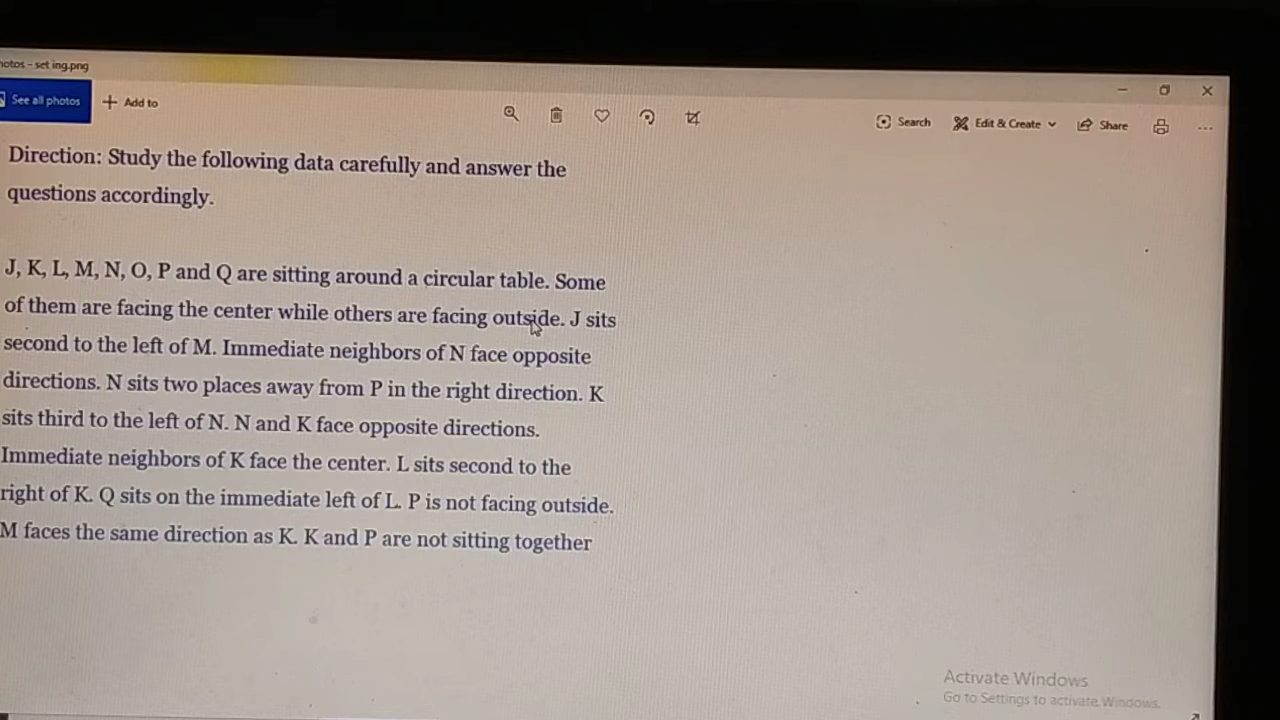 hotos - set ing.png
See all photos + Add to
Search Edit & Create Share ...
Direction: Study the following data carefully and answer the
questions accordingly.
J, K, L, M, N, O, P and Q are sitting around a circular table. Some
of them are facing the center while others are facing outside. J sits
second to the left of M. Immediate neighbors of N face opposite
directions. N sits two places away from P in the right direction. K
sits third to the left of N. N and K face opposite directions.
Immediate neighbors of K face the center. L sits second to the
right of K. Q sits on the immediate left of L. P is not facing outside.
M faces the same direction as K. K and P are not sitting together
Activate Windows
Go to Settings to activate Windows.